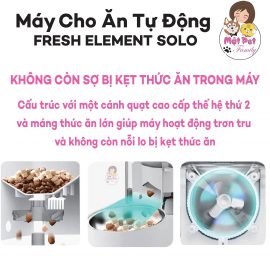 Máy Cho Ăn Tự Động
FRESH ELEMENT SOLO
Mật Pet
Family
KHÔNG CÒN SỢ BỊ KẸT THỨC ĂN TRONG MÁY
Cấu trúc với một cánh quạt cao cấp thế hệ thứ 2
và máng thức ăn lớn giúp máy hoạt động trơn tru
và không còn nỗi lo bị kẹt thức ăn